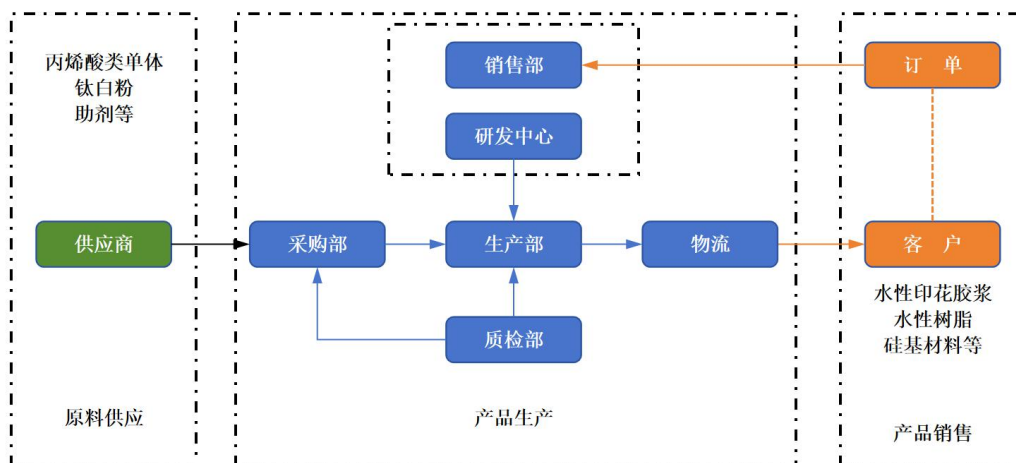 丙烯酸类单体
钛白粉
助剂等
供应商
原料供应
销售部
研发中心
采购部
生产部
物流
质检部
产品生产
订 单
客 户
水性印花胶浆
水性树脂
硅基材料等
产品销售